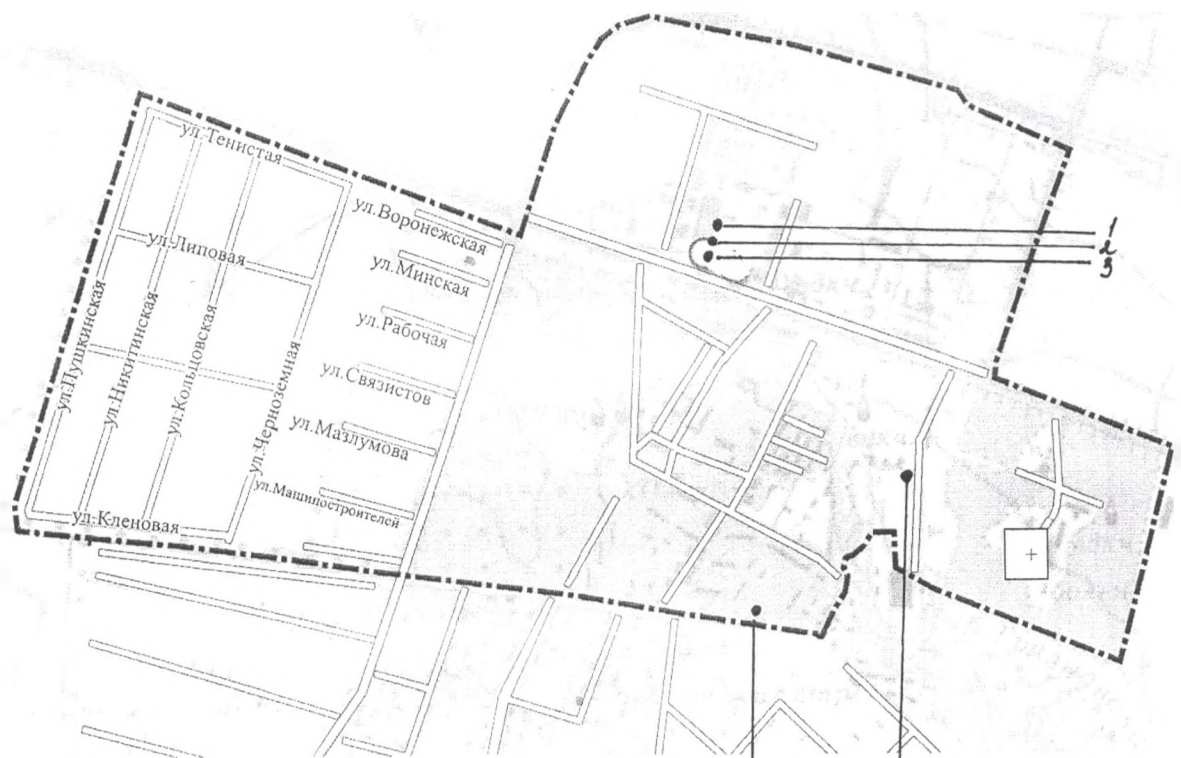 ул.Тенистая
ул.Воронежская
ул.Липовая
ул.Минская
ул.Рабочая
ул.Связистов
ул.Мазлумова
ул.Машиностроителей
ул.Пушкинская
ул.Никитинская
ул.Кольцовская
ул.Черноземная
ул.Кленовая
1
2
3